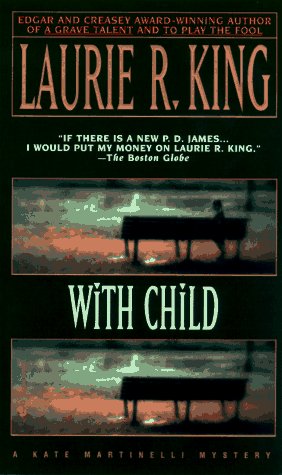 EDGAR AND CREASEY AWARD-WINNING AUTHOR
OF A GRAVE TALENT AND TO PLAY THE FOOL
LAURIE R. KING
"IF THERE IS A NEW P. D. JAMES...
I WOULD PUT MY MONEY ON LAURIE R. KING."
—The Boston Globe
WiTH CHiLD
A KATE MARTINELLI MYSTERY